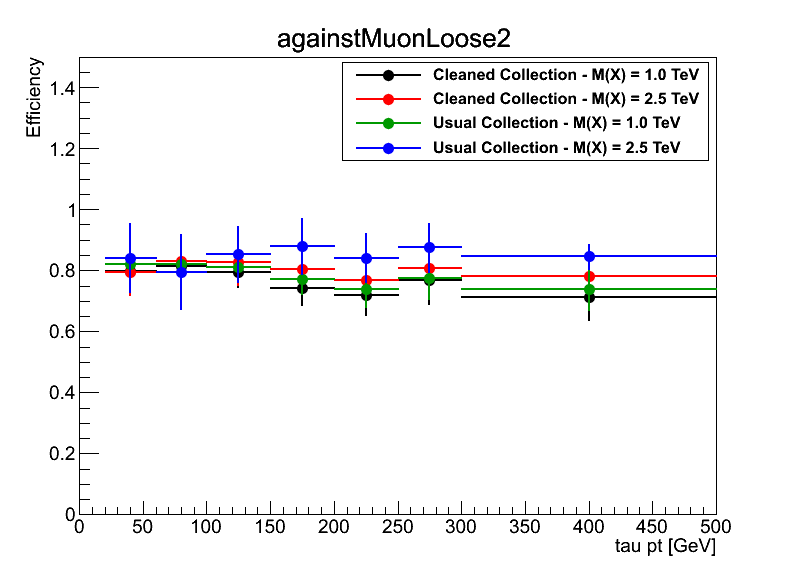 againstMuonLoose2
Efficiency
Cleaned Collection - M(X) = 1.0 TeV
Cleaned Collection - M(X) = 2.5 TeV
Usual Collection - M(X) = 1.0 TeV
Usual Collection - M(X) = 2.5 TeV
1.4
1.2
1
0.8
0.6
0.4
0.2
0
0 50 100 150 200 250 300 350 400 450 500
tau pt [GeV]